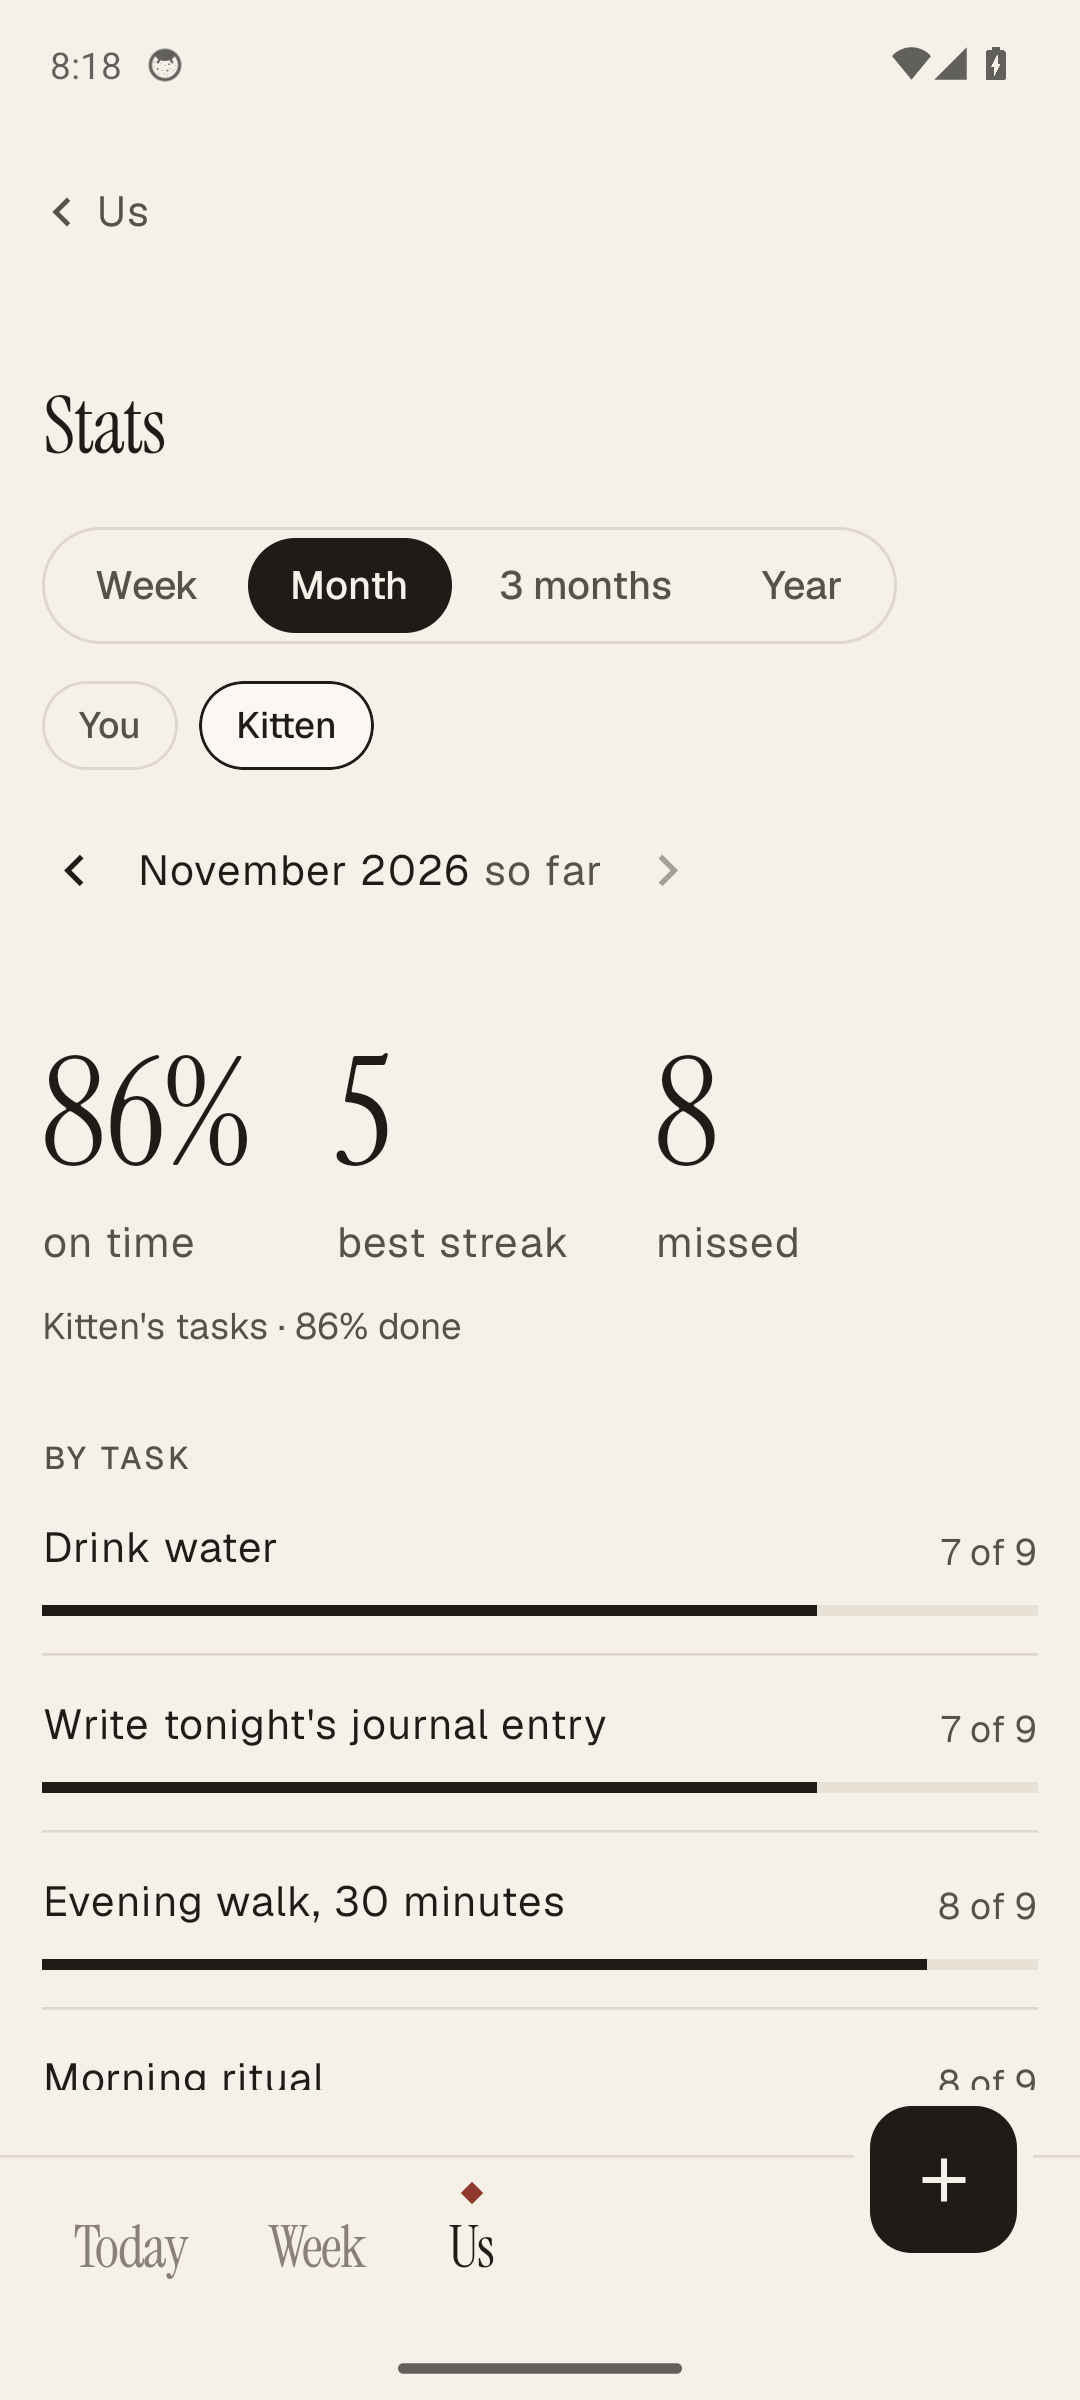 8:18
Us
Stats
Week Month 3 months Year
You Kitten
November 2026 so far
86% 5 8
on time best streak missed
Kitten's tasks · 86% done
BY TASK
Drink water 7 of 9
Write tonight's journal entry 7 of 9
Evening walk, 30 minutes 8 of 9
Morning ritual 8 of 9
Today Week Us